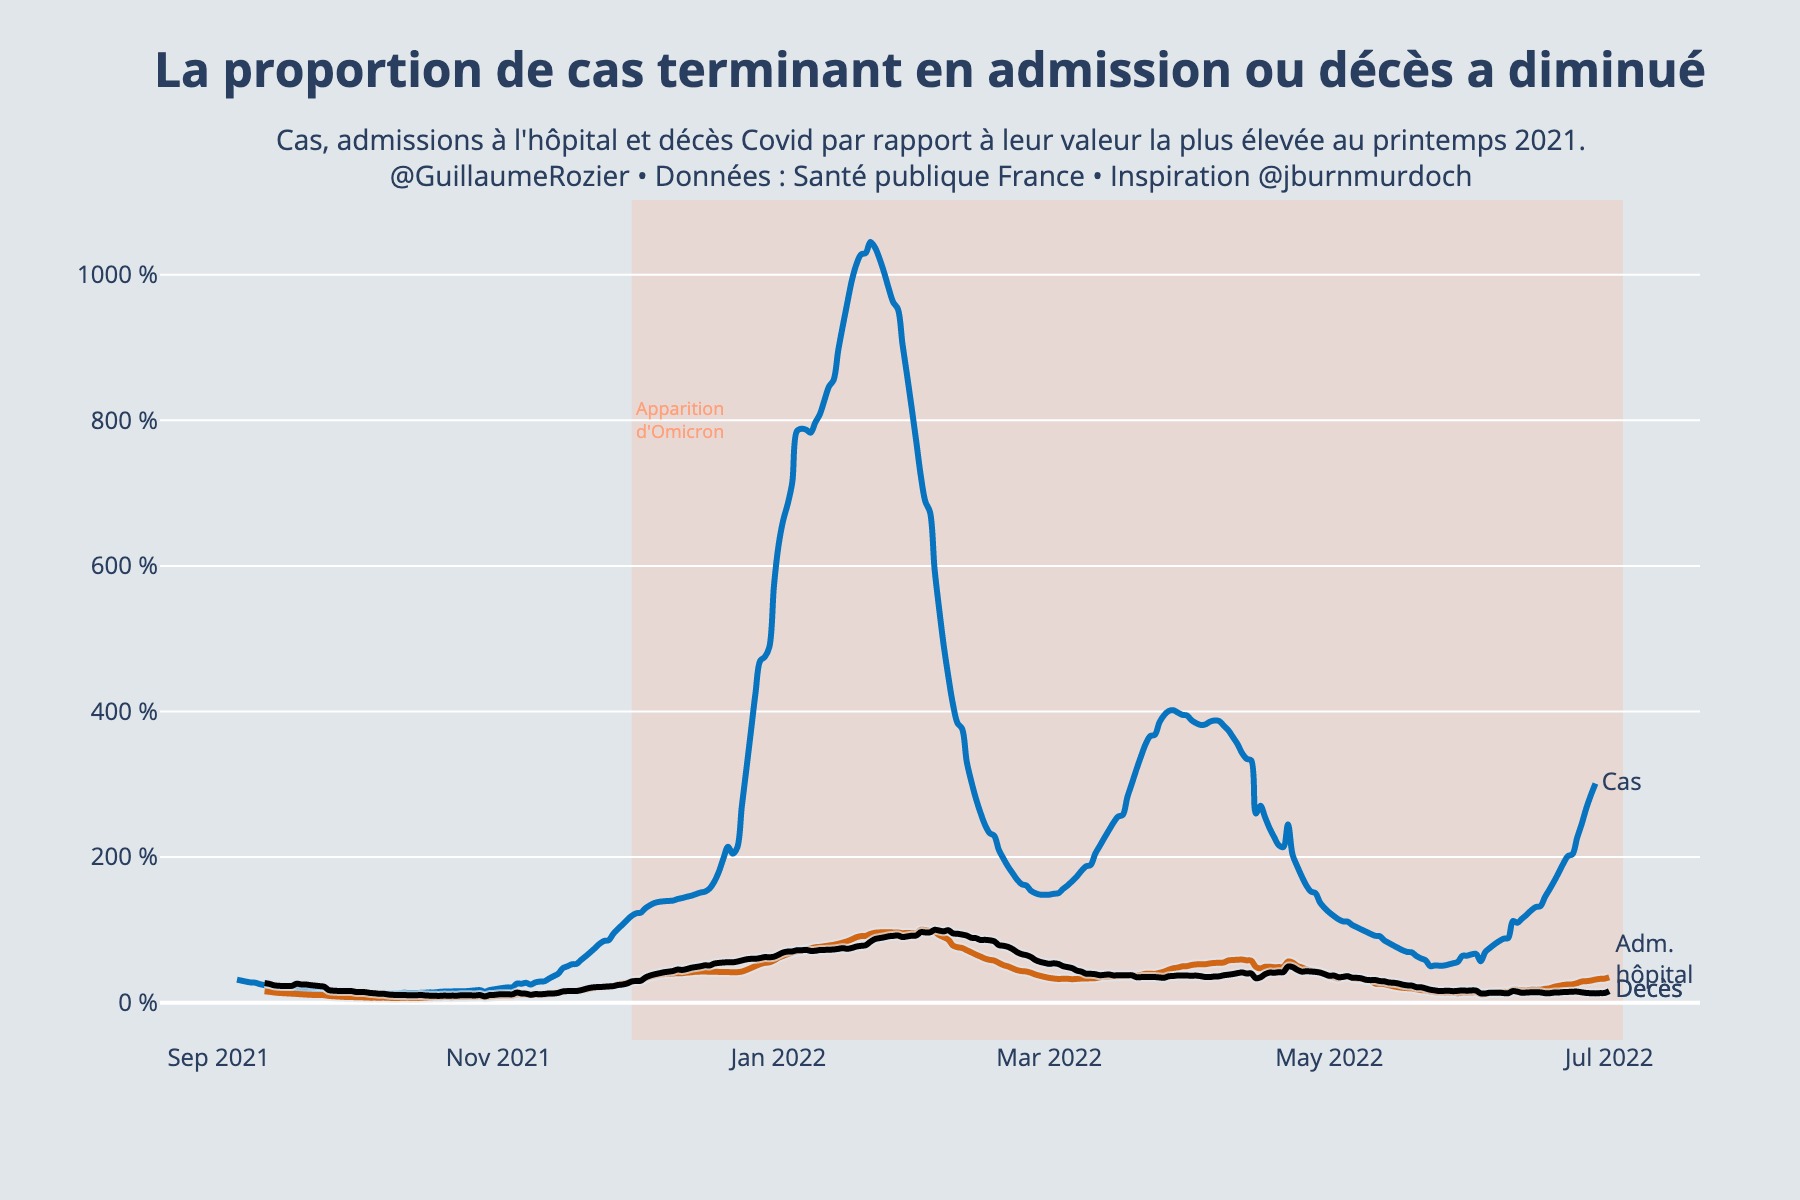 La proportion de cas terminant en admission ou décès a diminué
Cas, admissions à l'hôpital et décès Covid par rapport à leur valeur la plus élevée au printemps 2021.
@GuillaumeRozier • Données : Santé publique France • Inspiration @jburnmurdoch
1000 %
800 %
600 %
400 %
200 %
0 %
Apparition
d'Omicron
Cas
Adm.
hôpital
Décès
Sep 2021
Nov 2021
Jan 2022
Mar 2022
May 2022
Jul 2022